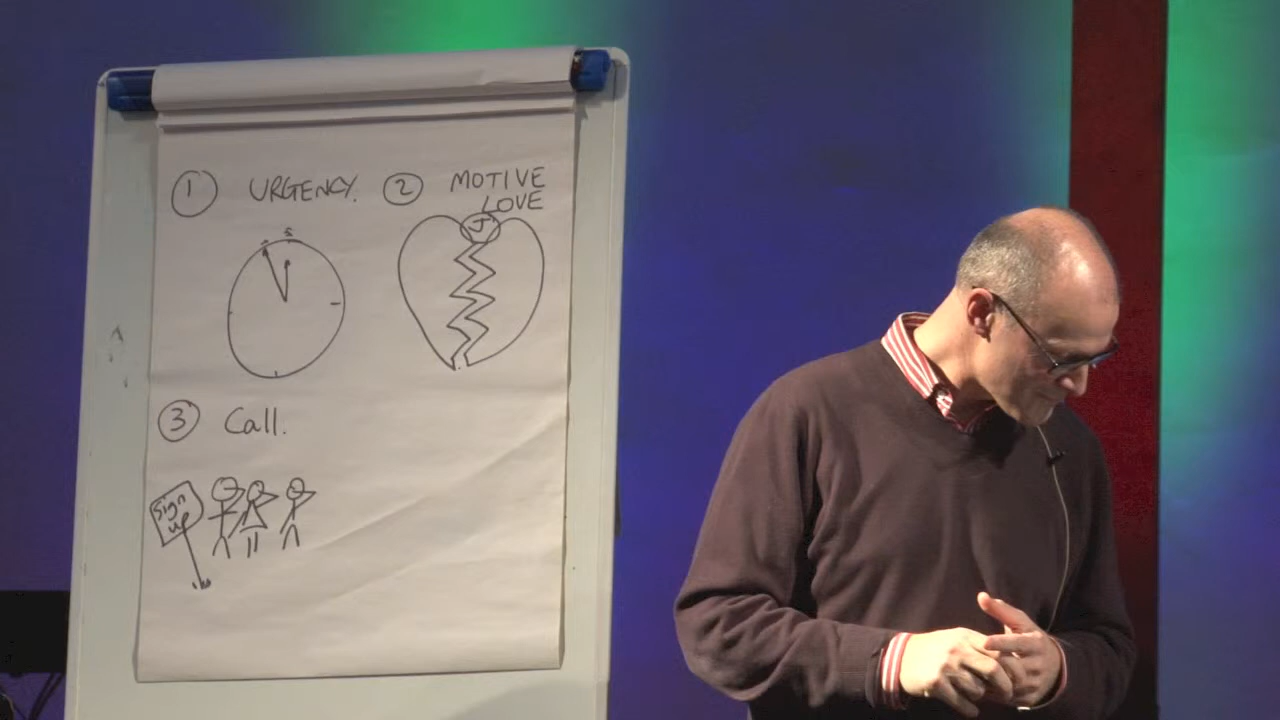 ① URGENCY.
② MOTIVE
LOVE
J
③ Call.
Sign
up